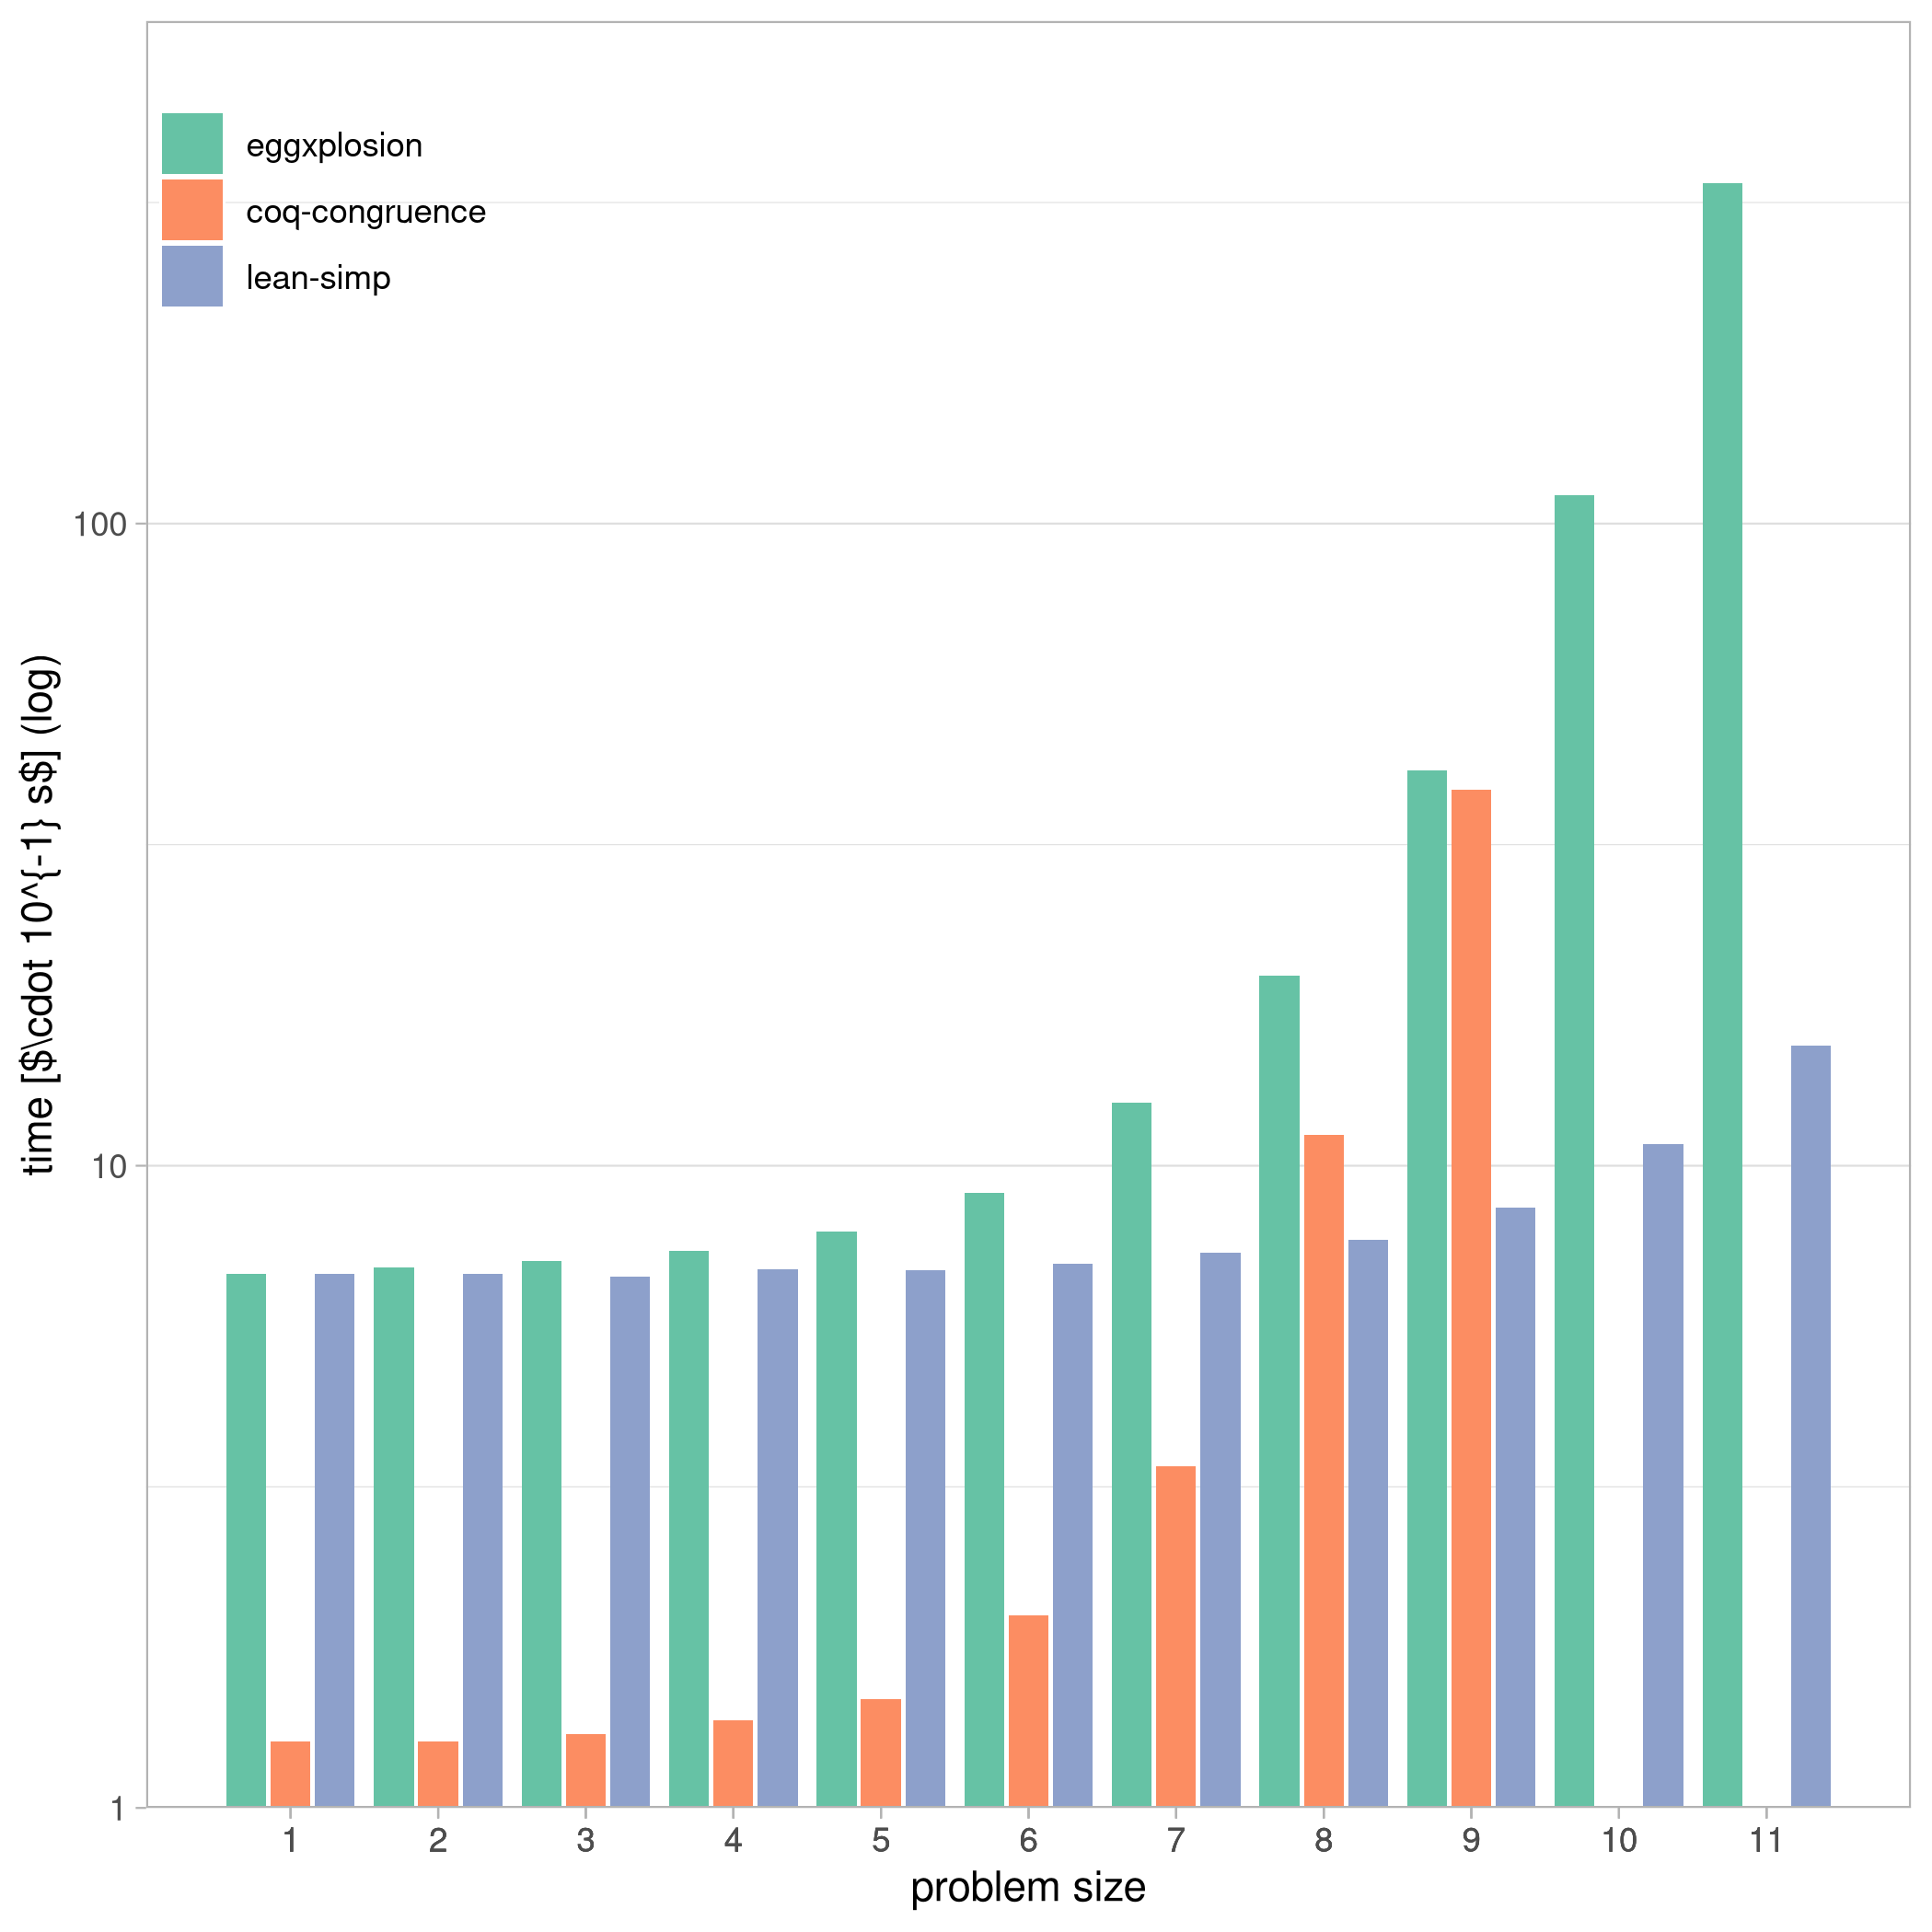 eggxplosion
coq-congruence
lean-simp
time [$\cdot 10^{-1} s$] (log)
100
10
1
1 2 3 4 5 6 7 8 9 10 11
problem size